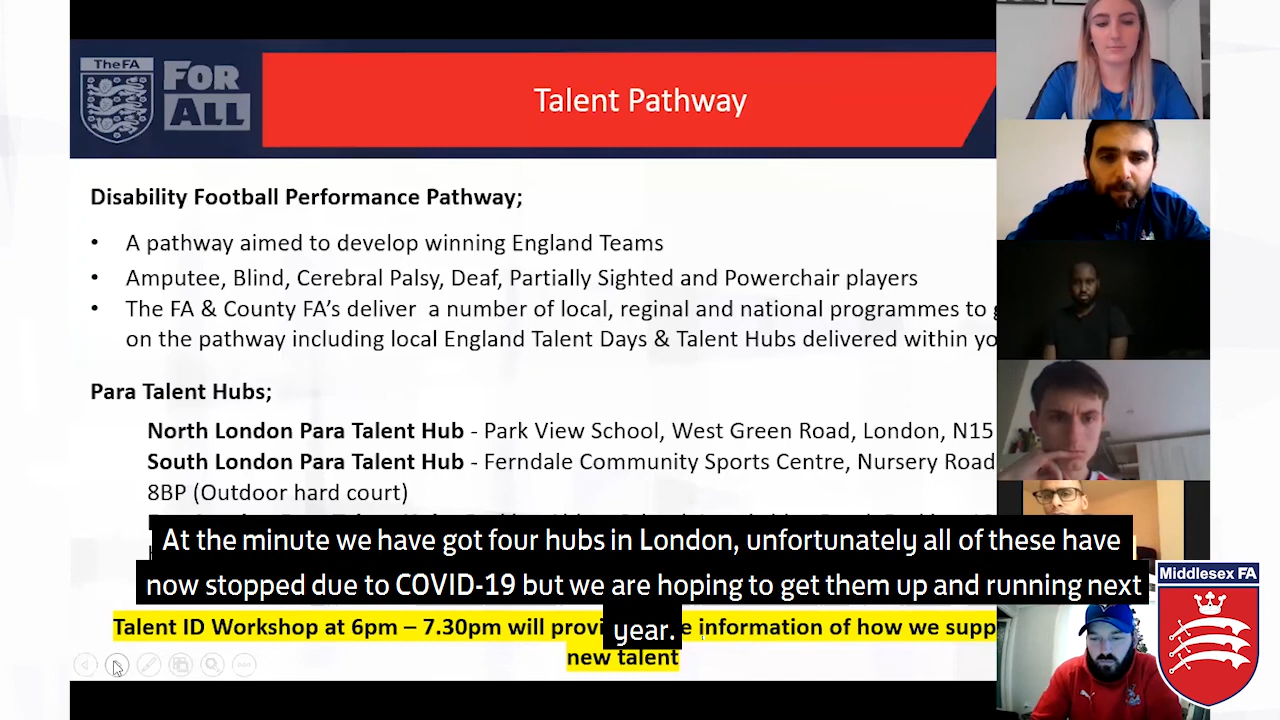 TheFA
FOR
ALL
Talent Pathway
Disability Football Performance Pathway;
• A pathway aimed to develop winning England Teams
• Amputee, Blind, Cerebral Palsy, Deaf, Partially Sighted and Powerchair players
• The FA & County FA’s deliver a number of local, reginal and national programmes to
on the pathway including local England Talent Days & Talent Hubs delivered within
Para Talent Hubs;
North London Para Talent Hub - Park View School, West Green Road, London, N15
South London Para Talent Hub - Ferndale Community Sports Centre, Nursery Road
8BP (Outdoor hard court)
At the minute we have got four hubs in London, unfortunately all of these have
now stopped due to COVID-19 but we are hoping to get them up and running next
year.
Talent ID Workshop at 6pm – 7.30pm will information of how we
new talent
Middlesex FA